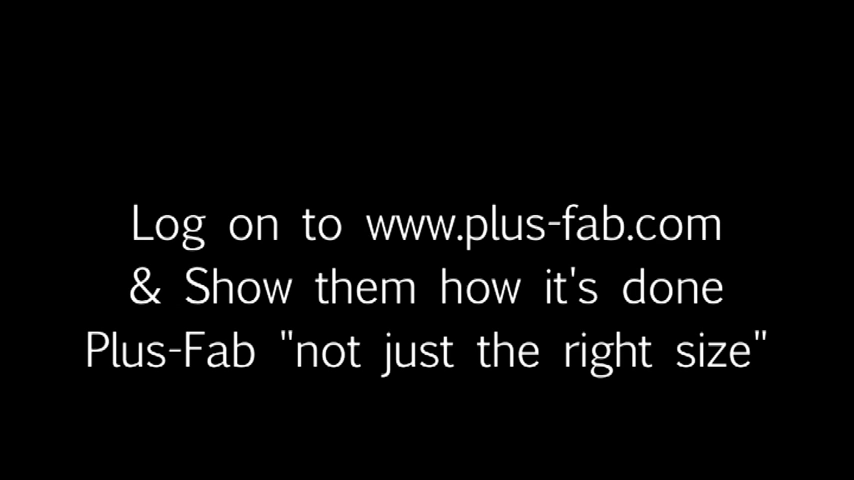 Log on to www.plus-fab.com
& Show them how it's done
Plus-Fab "not just the right size"